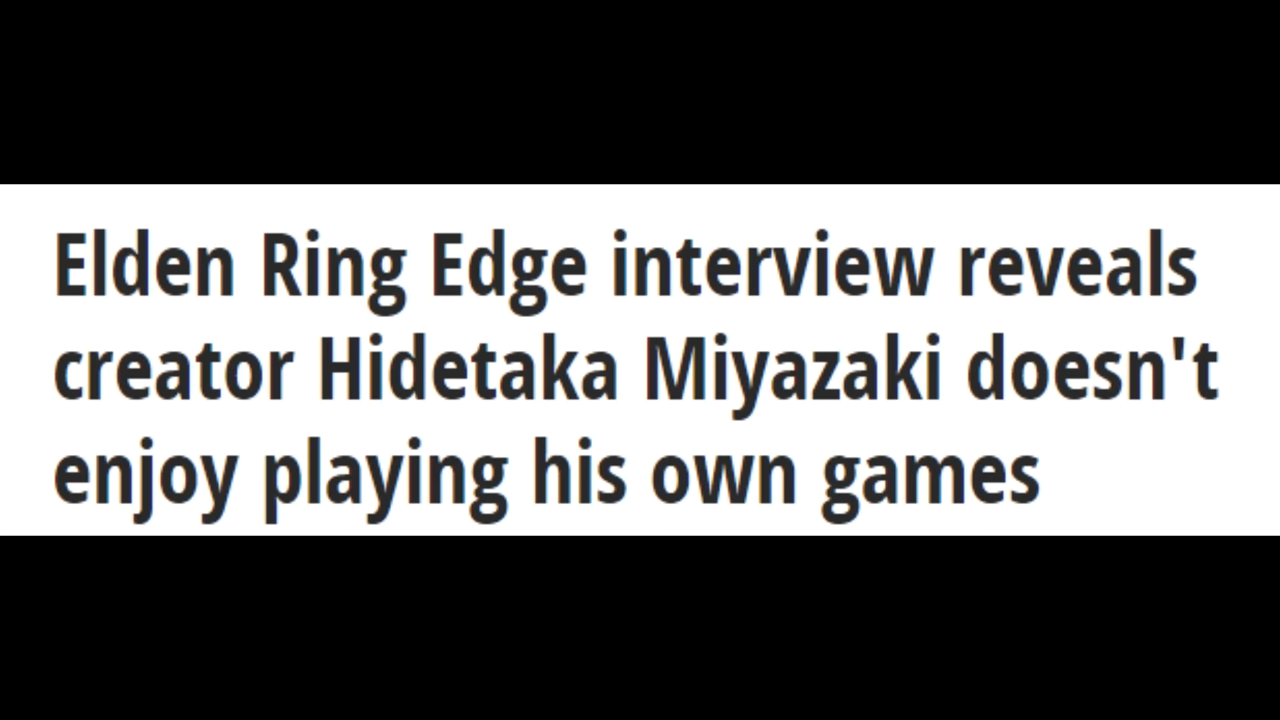 Elden Ring Edge interview reveals
creator Hidetaka Miyazaki doesn't
enjoy playing his own games